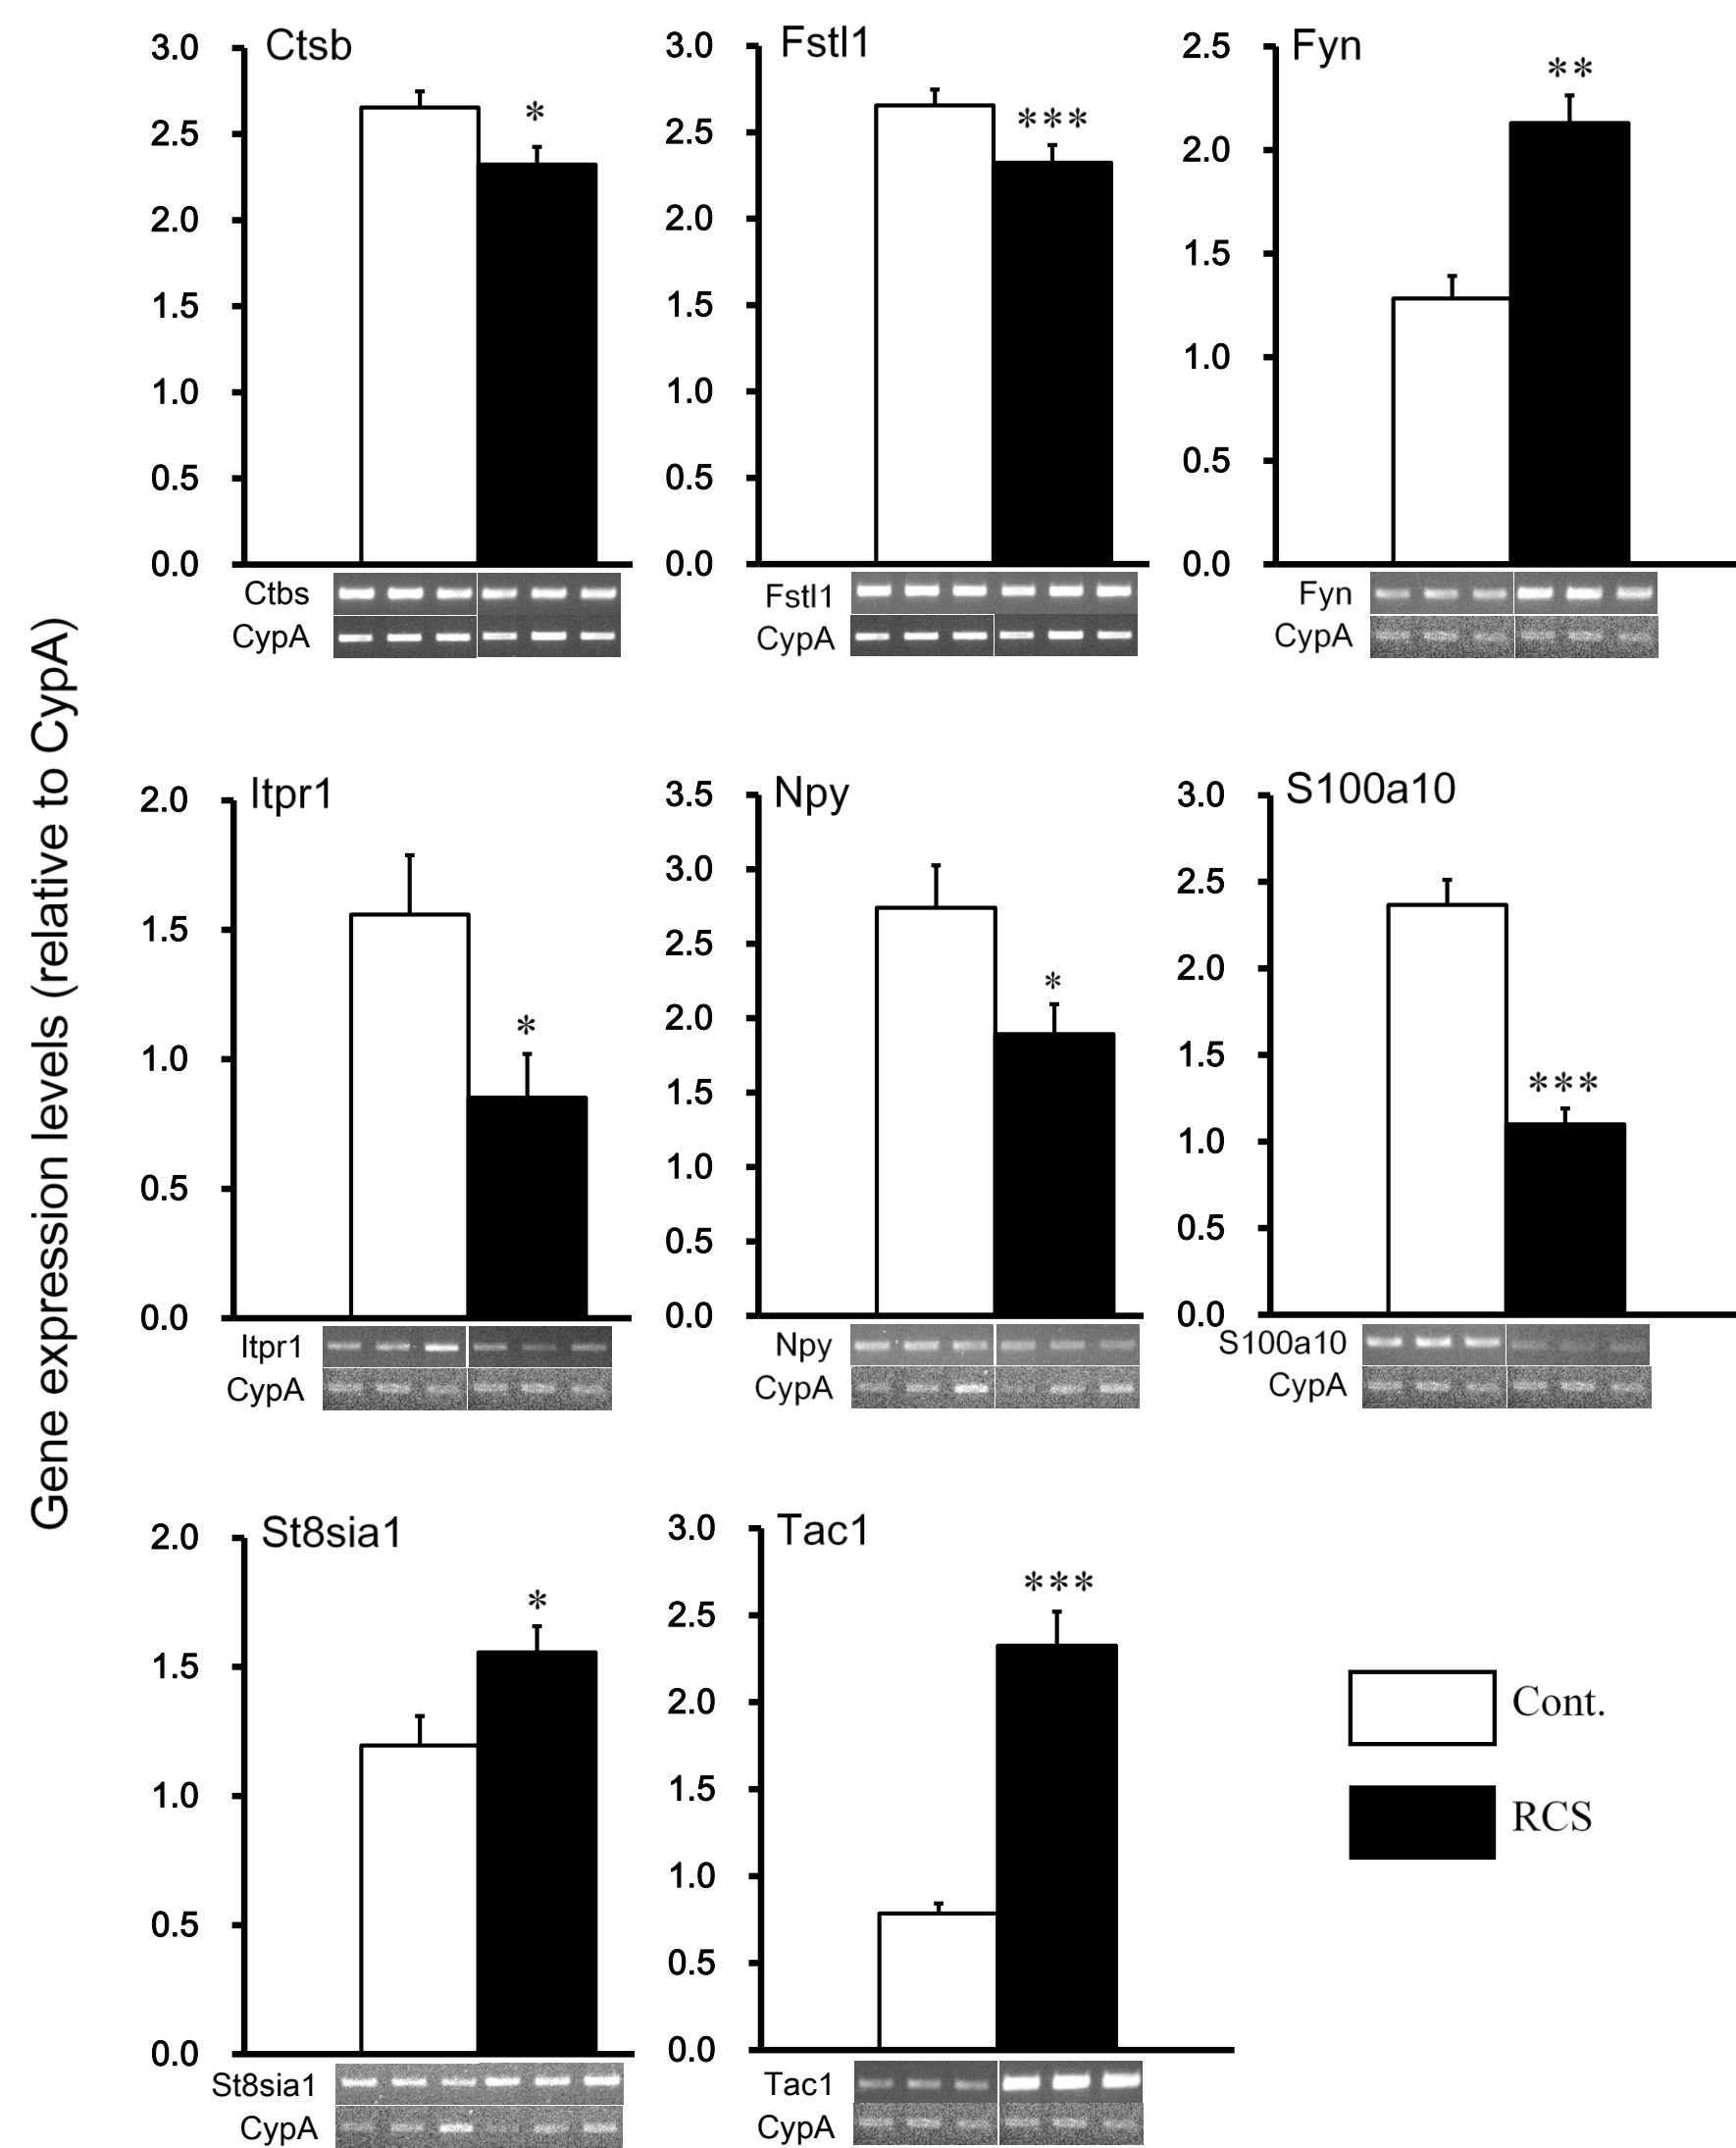 Gene expression levels (relative to CypA)
Ctsb
3.0
2.5
2.0
1.5
1.0
0.5
0.0
*
Ctbs
CypA
Fstl1
3.0
2.5
2.0
1.5
1.0
0.5
0.0
***
Fstl1
CypA
Fyn
2.5
2.0
1.5
1.0
0.5
0.0
**
Fyn
CypA
Itpr1
2.0
1.5
1.0
0.5
0.0
*
Itpr1
CypA
Npy
3.5
3.0
2.5
2.0
1.5
1.0
0.5
0.0
*
Npy
CypA
S100a10
3.0
2.5
2.0
1.5
1.0
0.5
0.0
***
S100a10
CypA
St8sia1
2.0
1.5
1.0
0.5
0.0
*
St8sia1
CypA
Tac1
3.0
2.5
2.0
1.5
1.0
0.5
0.0
***
Tac1
CypA
Cont.
RCS